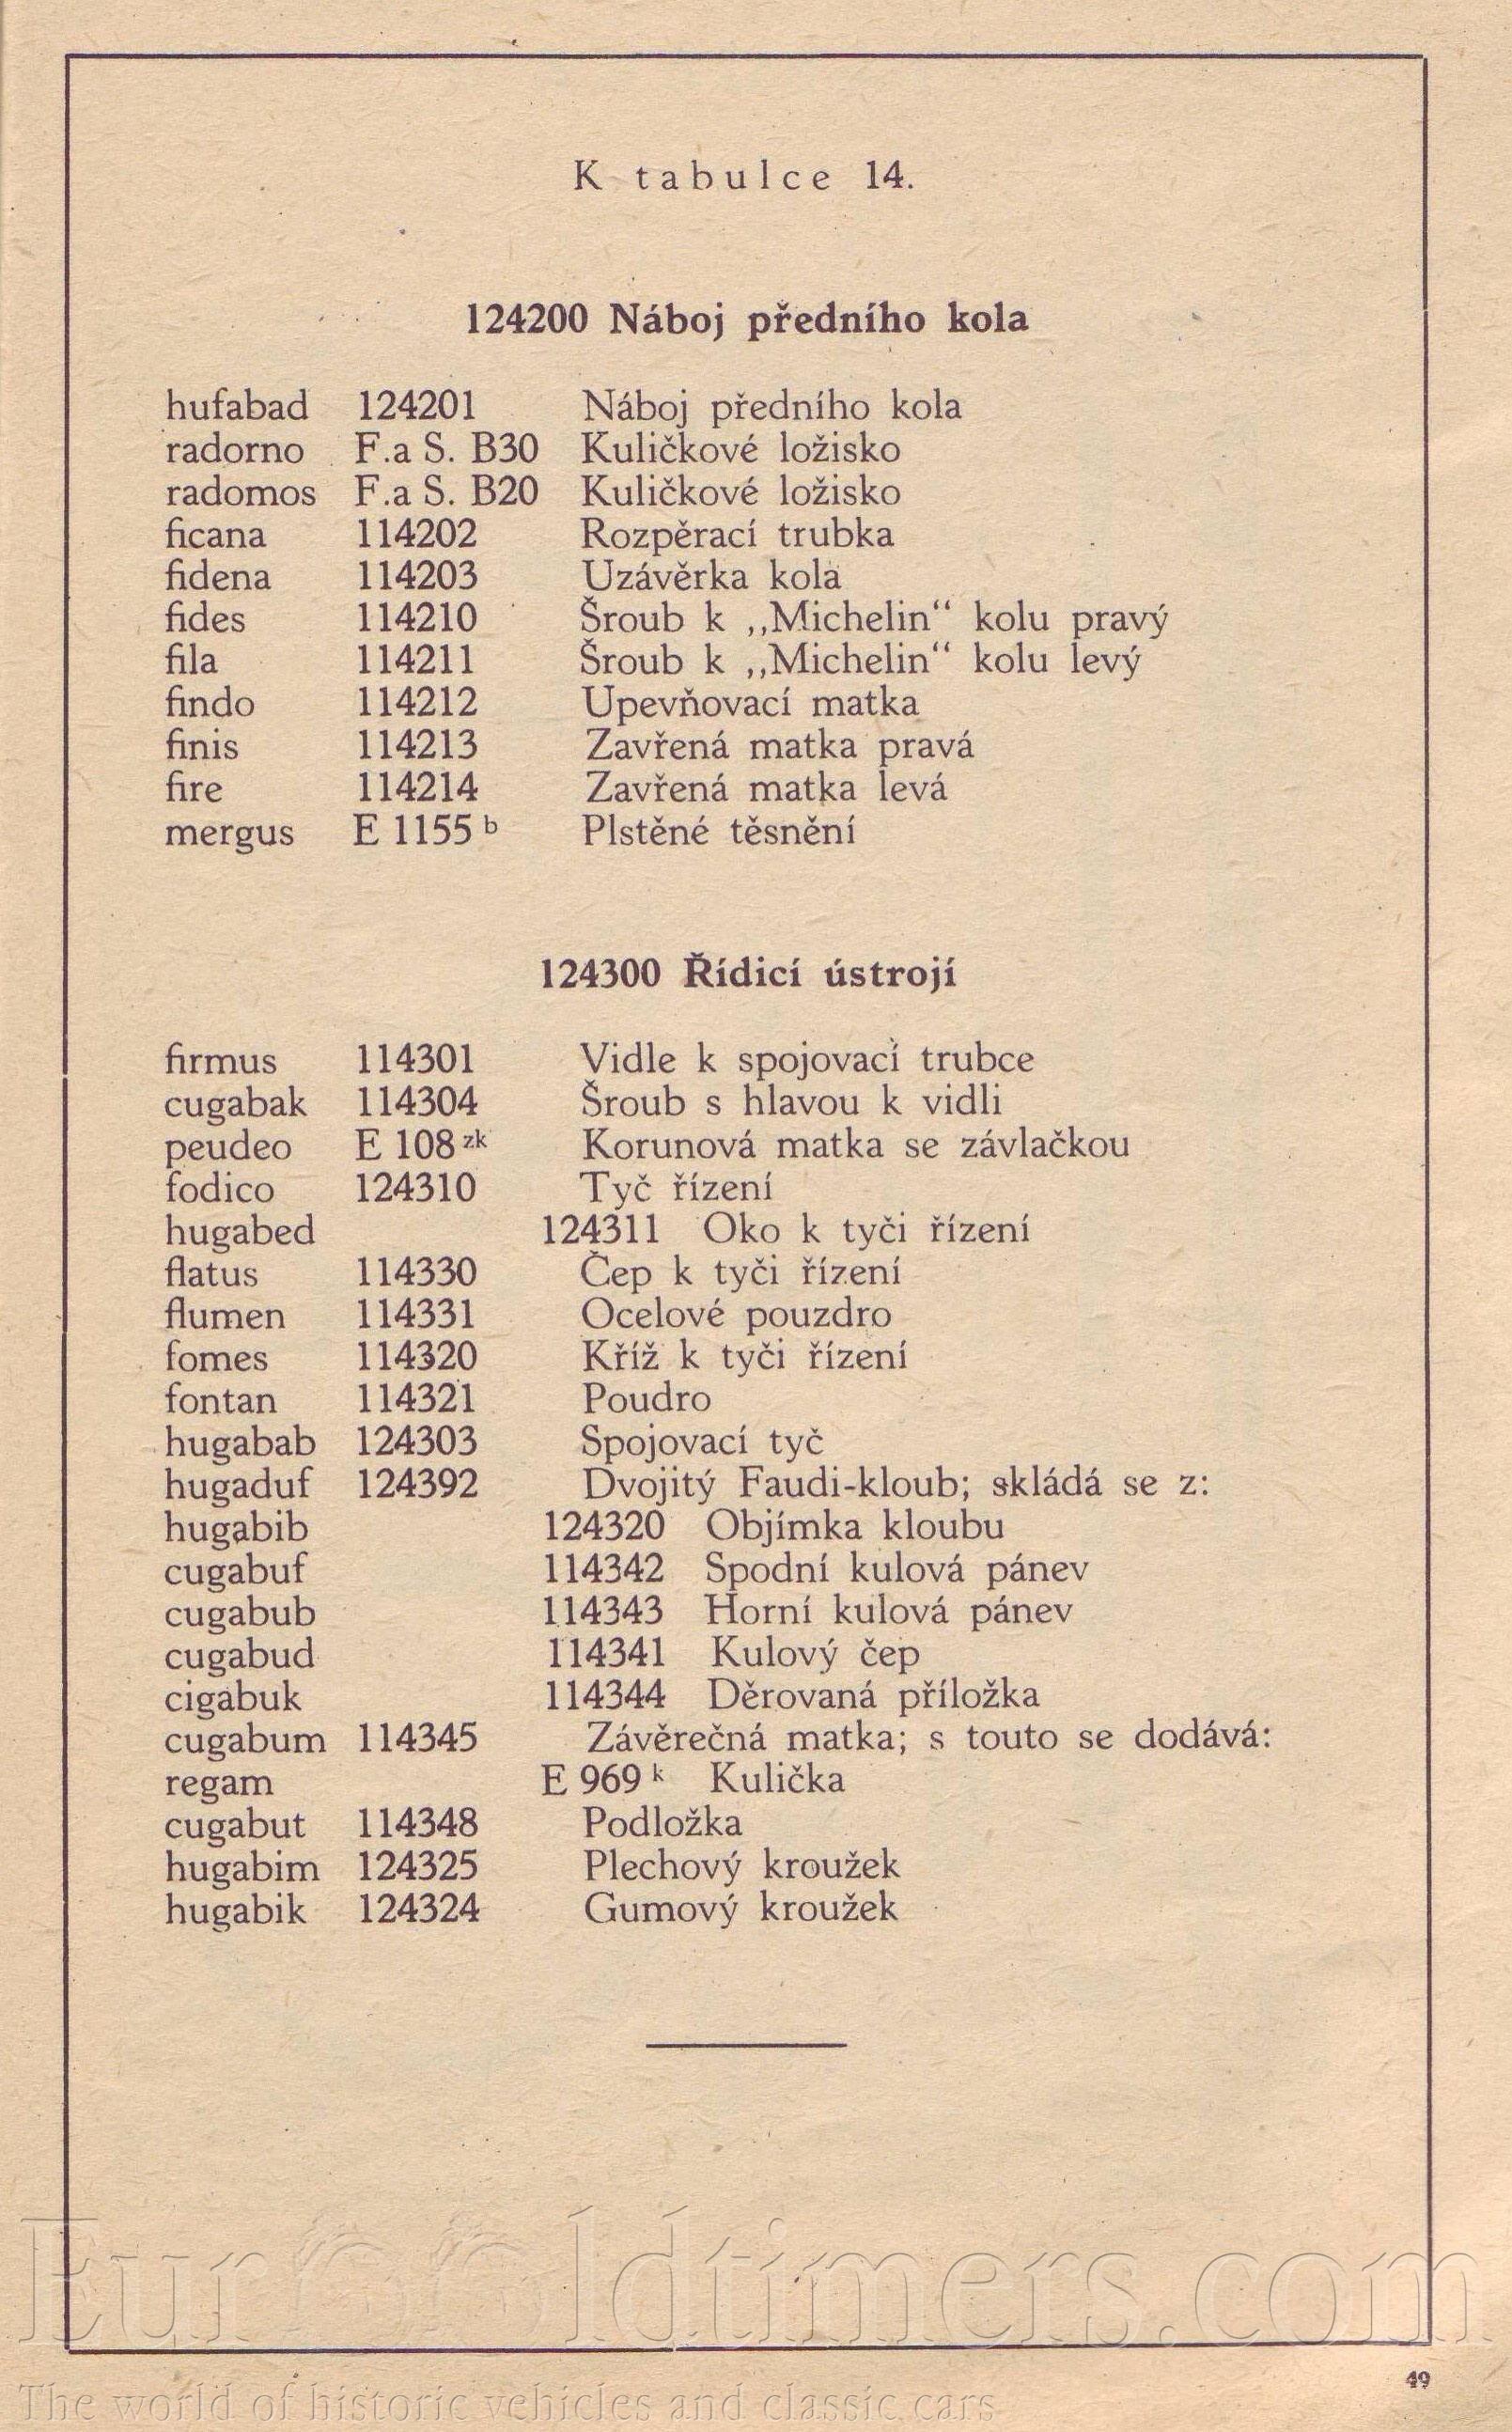 K tabulce 14.
124200 Náboj předního kola
hufabad 124201 Náboj předního kola
radorno F.a S. B30 Kuličkové ložisko
radomos F.a S. B20 Kuličkové ložisko
ficana 114202 Rozpěrací trubka
fidena 114203 Uzávěrka kola
fides 114210 Šroub k ,,Michelin“ kolu pravý
fila 114211 Šroub k ,,Michelin“ kolu levý
findo 114212 Upevňovací matka
finis 114213 Zavřená matka pravá
fire 114214 Zavřená matka levá
mergus E 1155 b Plstěné těsnění
124300 Řídicí ústrojí
firmus 114301 Vidle k spojovací trubce
cugabak 114304 Šroub s hlavou k vidli
peudeo E 108 zk Korunová matka se závlačkou
fodico 124310 Tyč řízení
hugabed 124311 Oko k tyči řízení
flatus 114330 Čep k tyči řízení
flumen 114331 Ocelové pouzdro
fomes 114320 Kříž k tyči řízení
fontan 114321 Poudro
hugabab 124303 Spojovací tyč
hugaduf 124392 Dvojitý Faudi-kloub; skládá se z:
hugabib 124320 Objímka kloubu
cugabuf 114342 Spodní kulová pánev
cugabub 114343 Horní kulová pánev
cugabud 114341 Kulový čep
cigabuk 114344 Děrovaná příložka
cugabum 114345 Závěrečná matka; s touto se dodává:
regam E 969 k Kulička
cugabut 114348 Podložka
hugabim 124325 Plechový kroužek
hugabik 124324 Gumový kroužek
EurOOldtimers.com
49
The world of historic vehicles and classic cars